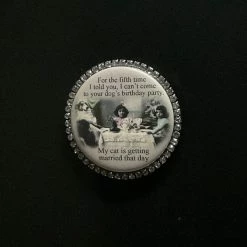 For the fifth time
I told you, I can't come
to your dog's birthday party
My cat is getting
married that day